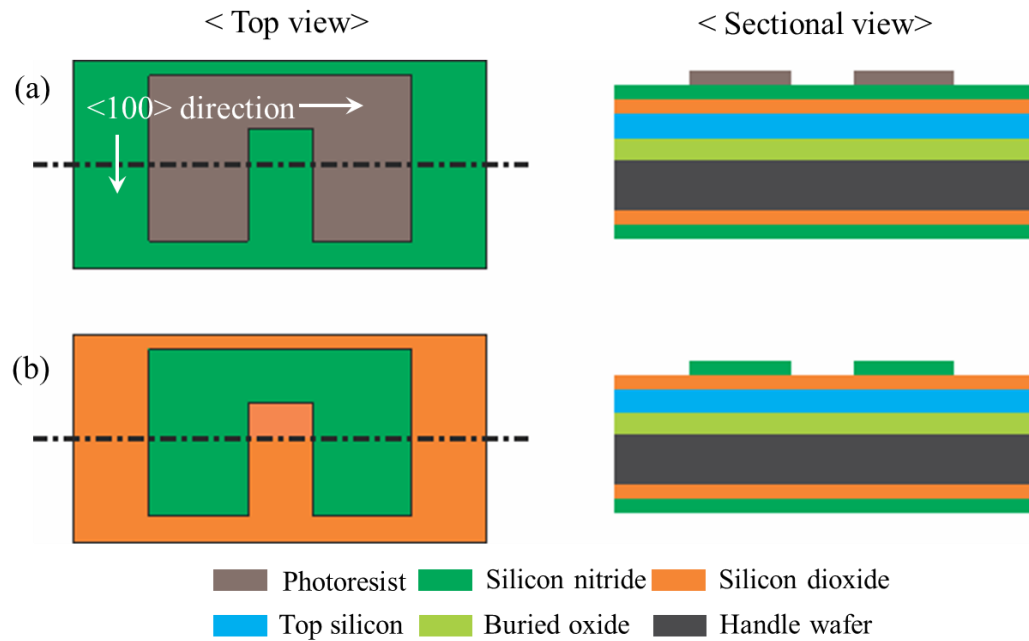 < Top view>
< Sectional view>
(a)
<100> direction
(b)
Photoresist
Silicon nitride
Silicon dioxide
Top silicon
Buried oxide
Handle wafer